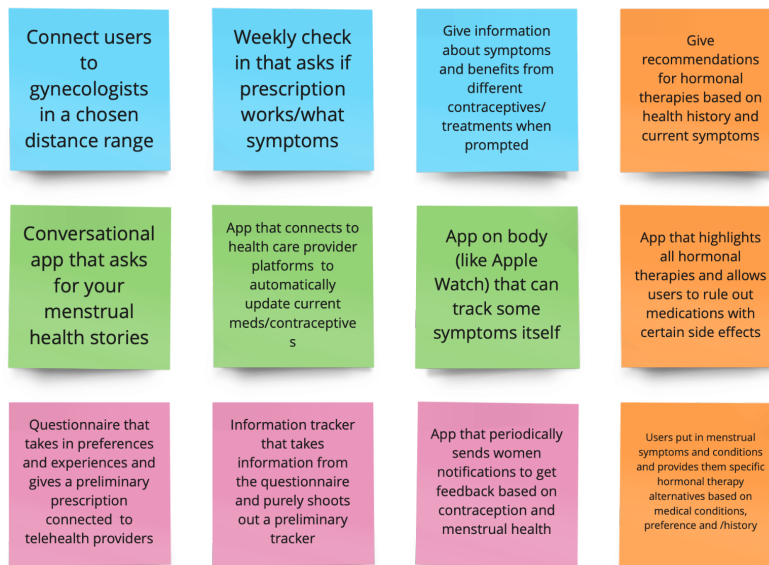 Connect users
to
gynecologists
in a chosen
distance range
Weekly check
in that asks if
prescription
works/what
symptoms
Give information
about symptoms
and benefits from
different
contraceptives/
treatments when
prompted
Give
recommendations
for hormonal
therapies based on
health history and
current symptoms
Conversational
app that asks
for your
menstrual
health stories
App that connects to
health care provider
platforms to
automatically
update current
meds/contraceptive
s
App on body
(like Apple
Watch) that can
track some
symptoms itself
App that highlights
all hormonal
therapies and allows
users to rule out
medications with
certain side effects
Questionnaire that
takes in preferences
and experiences and
gives a preliminary
prescription
connected to
telehealth providers
Information tracker
that takes
information from
the questionnaire
and purely shoots
out a preliminary
tracker
App that periodically
sends women
notifications to get
feedback based on
contraception and
menstrual health
Users put in menstrual
symptoms and conditions
and provides them specific
hormonal therapy
alternatives based on
medical conditions,
preference and /history